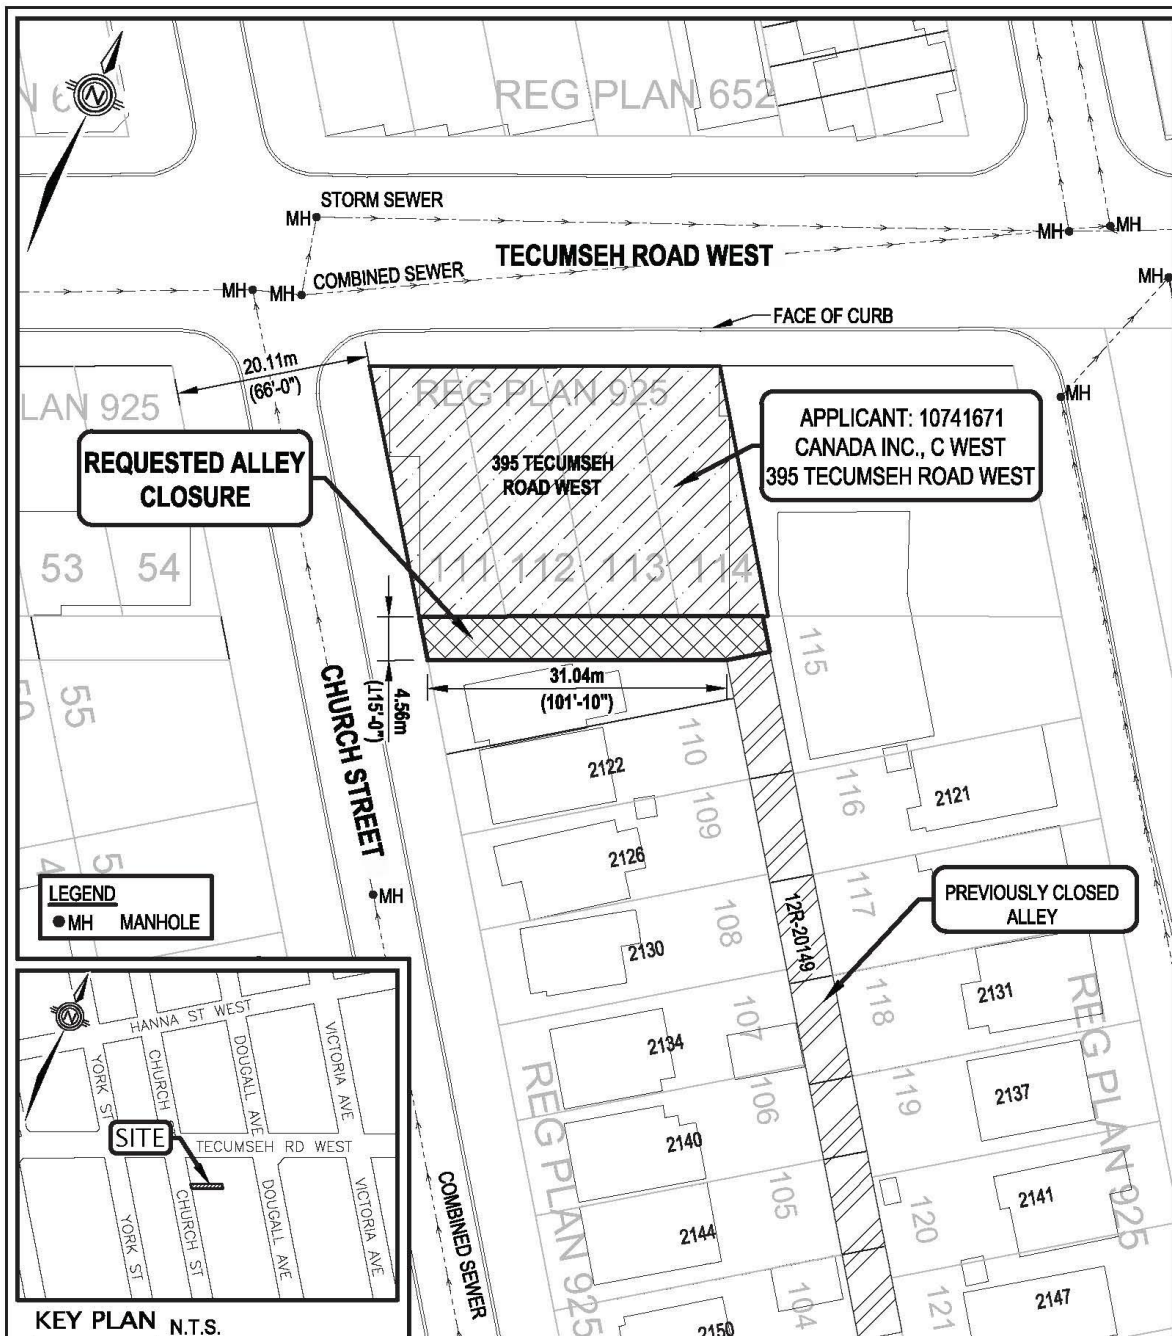 REG PLAN 652
N
STORM SEWER
MH
MH
MH
TECUMSEH ROAD WEST
COMBINED SEWER
MH
MH
MH
FACE OF CURB
20.11m
(66'-0")
MH
LAN 925
REG PLAN 925
APPLICANT: 10741671
CANADA INC., C WEST
395 TECUMSEH ROAD WEST
REQUESTED ALLEY
CLOSURE
395 TECUMSEH
ROAD WEST
53
54
111
112
113
114
115
55
CHURCH STREET
4.56m
(115'-0")
31.04m
(101'-10")
110
2122
109
116
2121
2126
MH
108
117
PREVIOUSLY CLOSED
ALLEY
LEGEND
MH MANHOLE
12R-20149
2130
107
118
2131
REG PLAN 925
2134
106
119
2137
REG PLAN 925
2140
105
120
2141
2144
104
121
2147
2150
COMBINED SEWER
N
HANNA ST WEST
YORK ST
CHURCH
DOUGALL AVE
VICTORIA AVE
SITE
TECUMSEH RD WEST
YORK ST
CHURCH ST
DOUGALL AVE
VICTORIA AVE
KEY PLAN N.T.S.